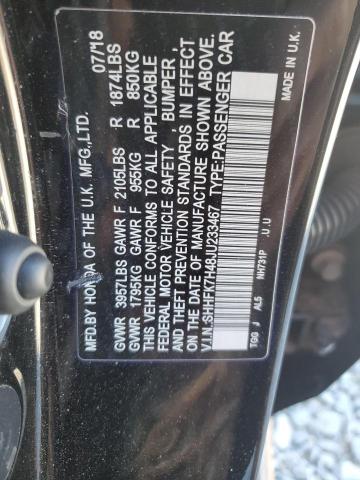 MFD.BY HONDA OF THE U.K. MFG.,LTD. 07/18
GVWR 3957LBS GAWR F 2105LBS R 1874LBS
GVWR 1795KG GAWR F 955KG R 850KG
THIS VEHICLE CONFORMS TO ALL APPLICABLE
FEDERAL MOTOR VEHICLE SAFETY , BUMPER ,
AND THEFT PREVENTION STANDARDS IN EFFECT
ON THE DATE OF MANUFACTURE SHOWN ABOVE.
V.I.N.:SHHFK7H48JU233467 TYPE:PASSENGER CAR
MADE IN U.K.
TGG J AL5 NH731P .U.U